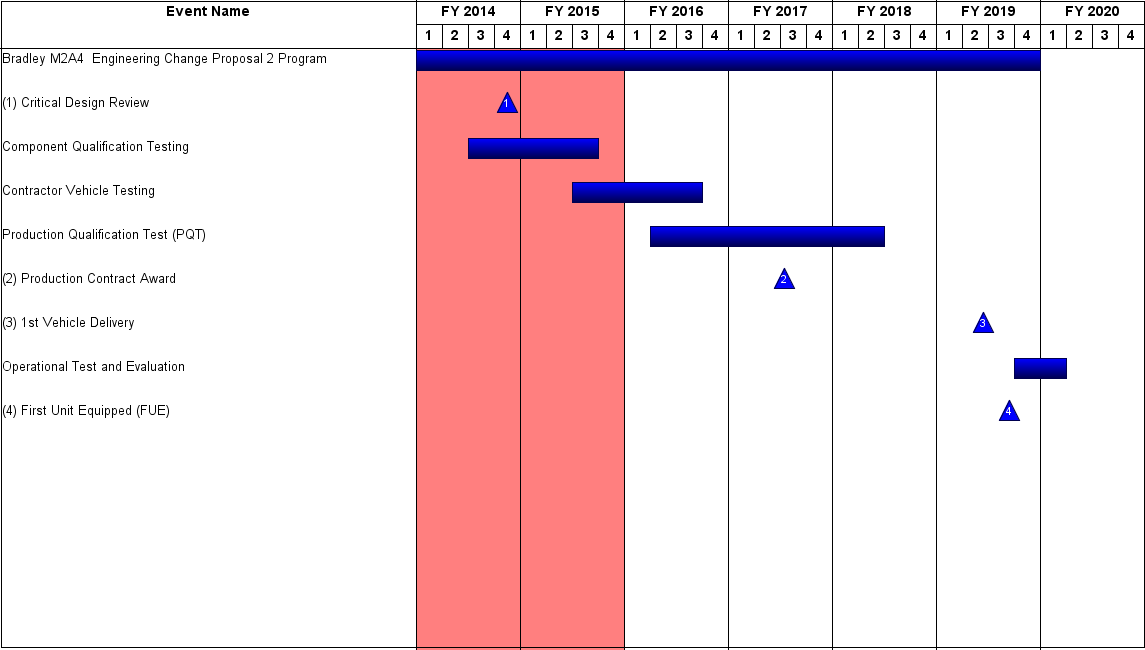 Event Name FY 2014 FY 2015 FY 2016 FY 2017 FY 2018 FY 2019 FY 2020
1 2 3 4 1 2 3 4 1 2 3 4 1 2 3 4 1 2 3 4 1 2 3 4 1 2 3 4
Bradley M2A4 Engineering Change Proposal 2 Program
(1) Critical Design Review 1
Component Qualification Testing
Contractor Vehicle Testing
Production Qualification Test (PQT)
(2) Production Contract Award 2
(3) 1st Vehicle Delivery 3
Operational Test and Evaluation
(4) First Unit Equipped (FUE) 4